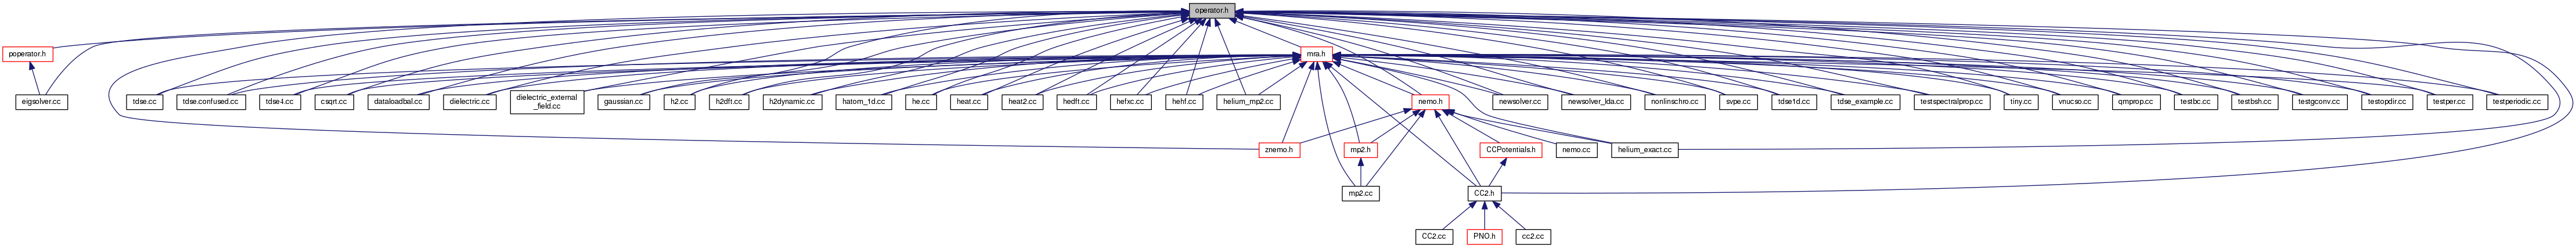 operator.h
poperator.h
mra.h
eigsolver.cc
tdse.cc
tdse.confused.cc
tdse4.cc
csqrt.cc
dataloadbal.cc
dielectric.cc
dielectric_external
_field.cc
gaussian.cc
h2.cc
h2dft.cc
h2dynamic.cc
hatom_1d.cc
he.cc
heat.cc
heat2.cc
hedft.cc
hefxc.cc
hehf.cc
helium_mp2.cc
nemo.h
newsolver.cc
newsolver_lda.cc
nonlinschro.cc
svpe.cc
tdse1d.cc
tdse_example.cc
testspectralprop.cc
tiny.cc
vnucso.cc
qmprop.cc
testbc.cc
testbsh.cc
testgconv.cc
testopdir.cc
testper.cc
testperiodic.cc
znemo.h
mp2.h
CCPotentials.h
nemo.cc
helium_exact.cc
mp2.cc
CC2.h
CC2.cc
PNO.h
cc2.cc